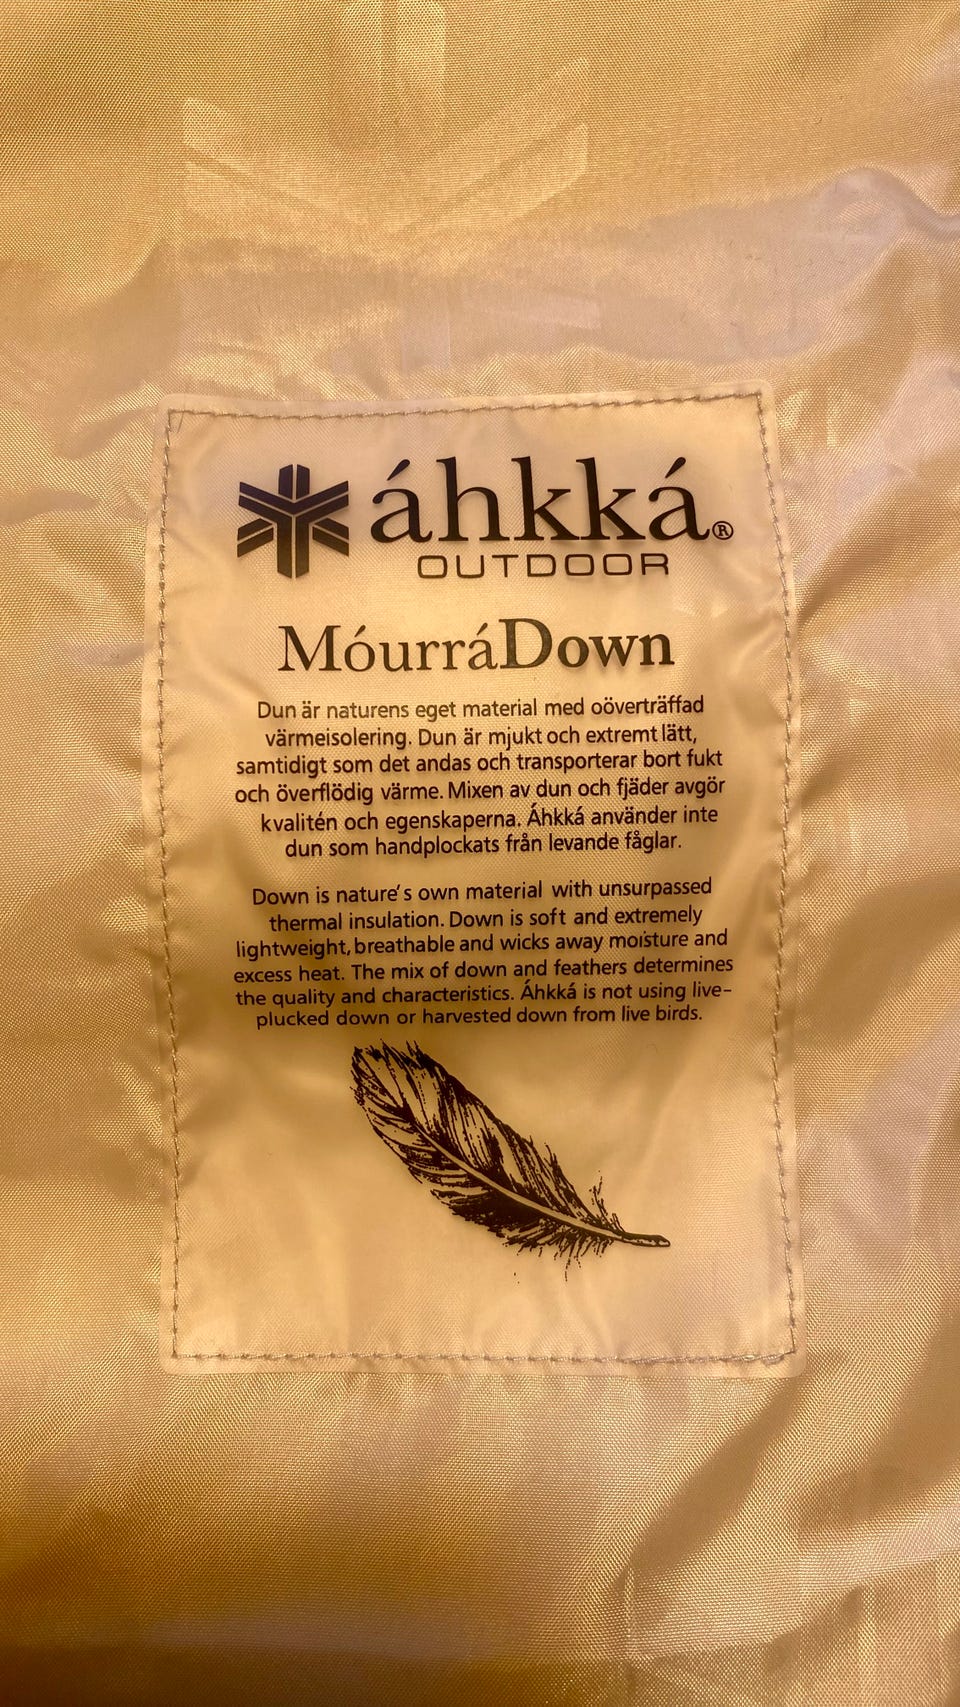 áhkká®
OUTDOOR
MóurráDown
Dun är naturens eget material med oöverträffad
värmeisolering. Dun är mjukt och extremt lätt,
samtidigt som det andas och transporterar bort fukt
och överflödig värme. Mixen av dun och fjäder avgör
kvalitén och egenskaperna. Áhkká använder inte
dun som handplockats från levande fåglar.
Down is nature's own material with unsurpassed
thermal insulation. Down is soft and extremely
lightweight, breathable and wicks away moisture and
excess heat. The mix of down and feathers determines
the quality and characteristics. Áhkká is not using live-
plucked down or harvested down from live birds.